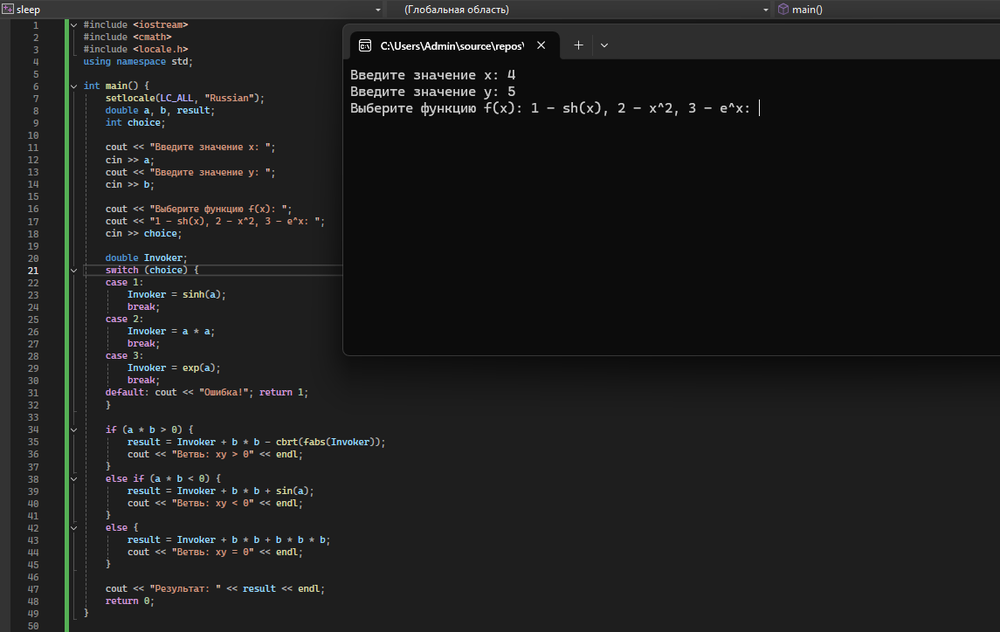 sleep (Глобальная область) main()
1 #include <iostream>
2 #include <cmath>
3 #include <locale.h>
4 using namespace std;
5
6 int main() {
7 setlocale(LC_ALL, "Russian");
8 double a, b, result;
9 int choice;
10
11 cout << "Введите значение x: ";
12 cin >> a;
13 cout << "Введите значение y: ";
14 cin >> b;
15
16 cout << "Выберите функцию f(x): ";
17 cout << "1 - sh(x), 2 - x^2, 3 - e^x: ";
18 cin >> choice;
19
20 double Invoker;
21 switch (choice) {
22 case 1:
23 Invoker = sinh(a);
24 break;
25 case 2:
26 Invoker = a * a;
27 break;
28 case 3:
29 Invoker = exp(a);
30 break;
31 default: cout << "Ошибка!"; return 1;
32 }
33
34 if (a * b > 0) {
35 result = Invoker + b * b - cbrt(fabs(Invoker));
36 cout << "Ветвь: xy > 0" << endl;
37 }
38 else if (a * b < 0) {
39 result = Invoker + b * b + sin(a);
40 cout << "Ветвь: xy < 0" << endl;
41 }
42 else {
43 result = Invoker + b * b + b * b * b;
44 cout << "Ветвь: xy = 0" << endl;
45 }
46
47 cout << "Результат: " << result << endl;
48 return 0;
49 }
50
C:\Users\Admin\source\repos\
Введите значение x: 4
Введите значение y: 5
Выберите функцию f(x): 1 - sh(x), 2 - x^2, 3 - e^x: